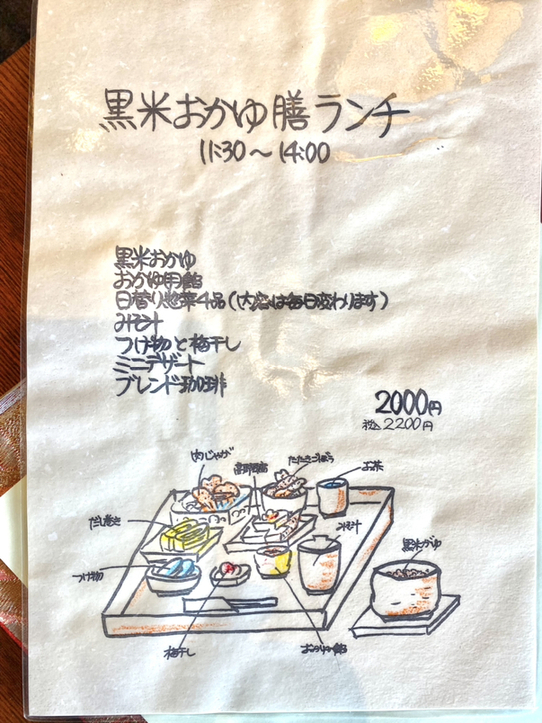 黒米おかゆ膳ランチ
11:30〜14:00
黒米おかゆ
おかゆ用餡
日替り惣菜4品(内容は毎日変わります)
みそ汁
つけ物と梅干し
ミニデザート
ブレンド珈琲
2000円
税込2200円
肉じゃが
高野豆腐
たたきごぼう
お茶
だし巻き
みそ汁
黒米がゆ
つけ物
梅干し
おかゆ餡